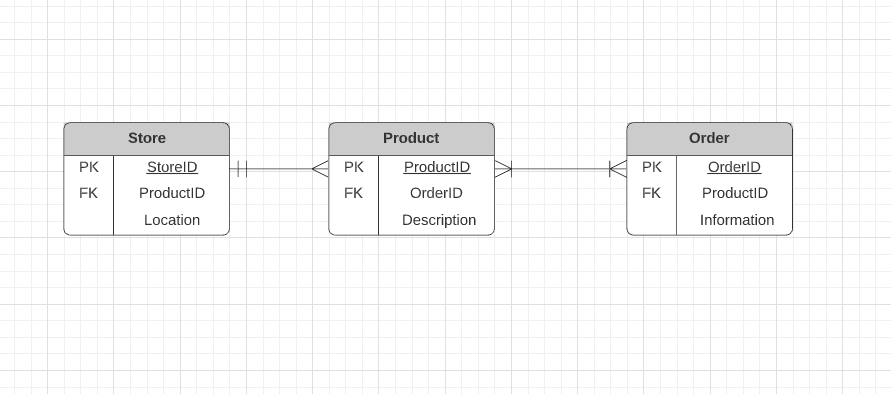 Store
PK StoreID
FK ProductID
Location
Product
PK ProductID
FK OrderID
Description
Order
PK OrderID
FK ProductID
Information